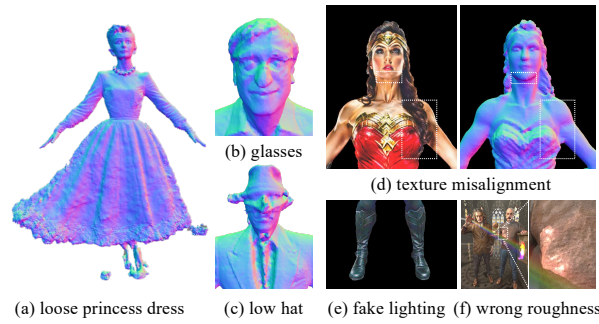 (b) glasses
(d) texture misalignment
(a) loose princess dress
(c) low hat
(e) fake lighting
(f) wrong roughness